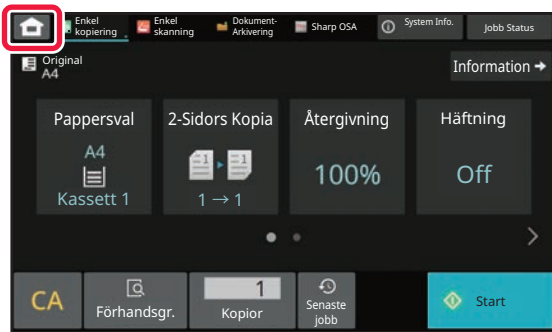 Enkel
kopiering
Enkel
skanning
Dokument-
Arkivering
Sharp OSA
System Info.
Jobb Status
Original
A4
Information
Pappersval
2-Sidors Kopia
Återgivning
Häftning
A4
Kassett 1
1 → 1
100%
Off
CA
Förhandsgr.
1
Kopior
Senaste
jobb
Start